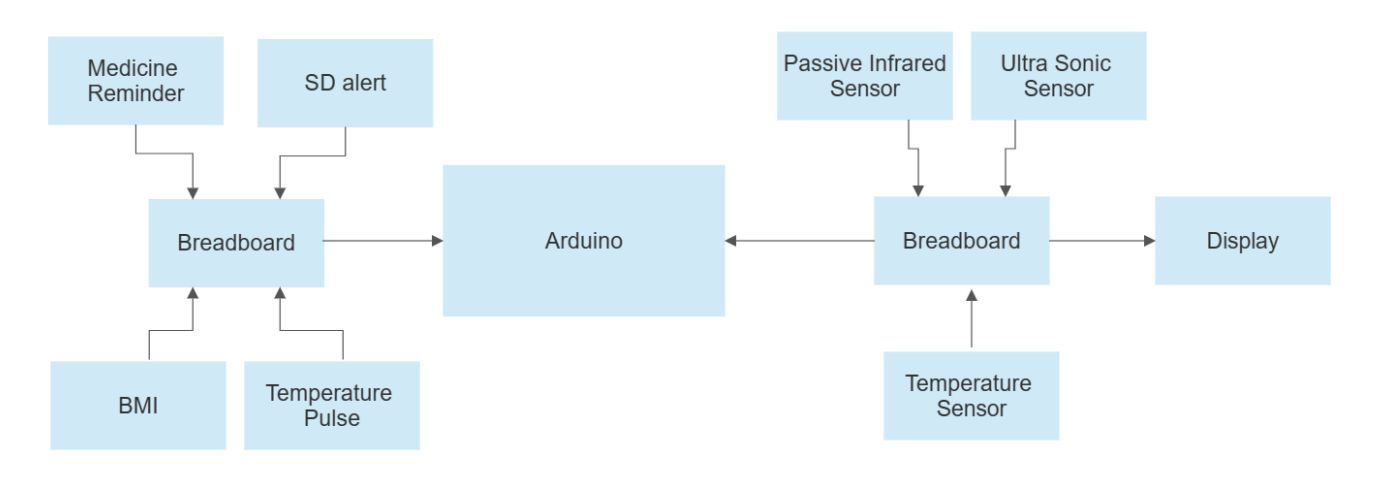 Medicine
Reminder
SD alert
Passive Infrared
Sensor
Ultra Sonic
Sensor
Breadboard
Arduino
Breadboard
Display
BMI
Temperature
Pulse
Temperature
Sensor